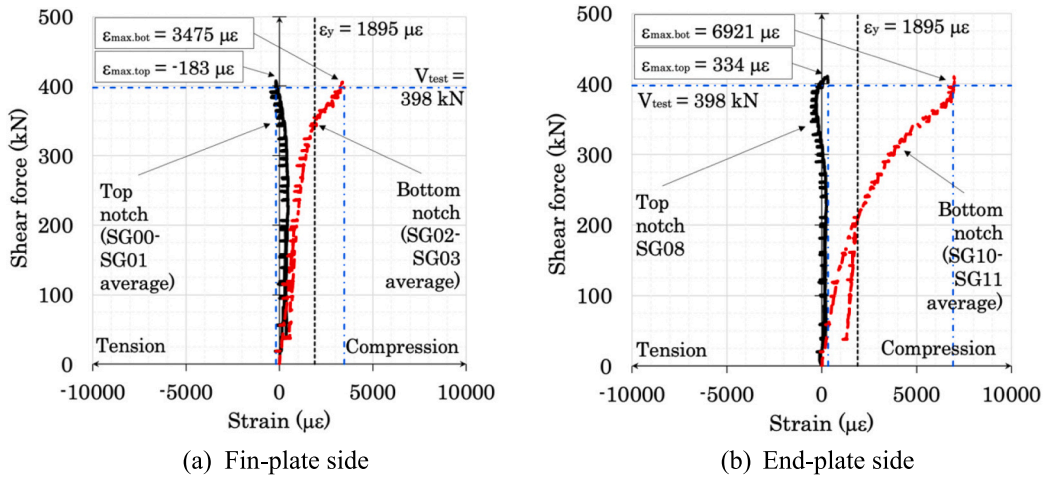 500
400
300
200
100
0
Shear force (kN)
εmax.bot = 3475 με
εmax.top = -183 με
εy = 1895 με
Vtest =
398 kN
Top
notch
(SG00-
SG01
average)
Bottom
notch
(SG02-
SG03
average)
Tension
Compression
-10000 -5000 0 5000 10000
Strain (με)
(a) Fin-plate side
500
400
300
200
100
0
Shear force (kN)
εmax.bot = 6921 με
εmax.top = 334 με
εy = 1895 με
Vtest = 398 kN
Top
notch
SG08
Bottom
notch
(SG10-
SG11
average)
Tension
Compression
-10000 -5000 0 5000 10000
Strain (με)
(b) End-plate side